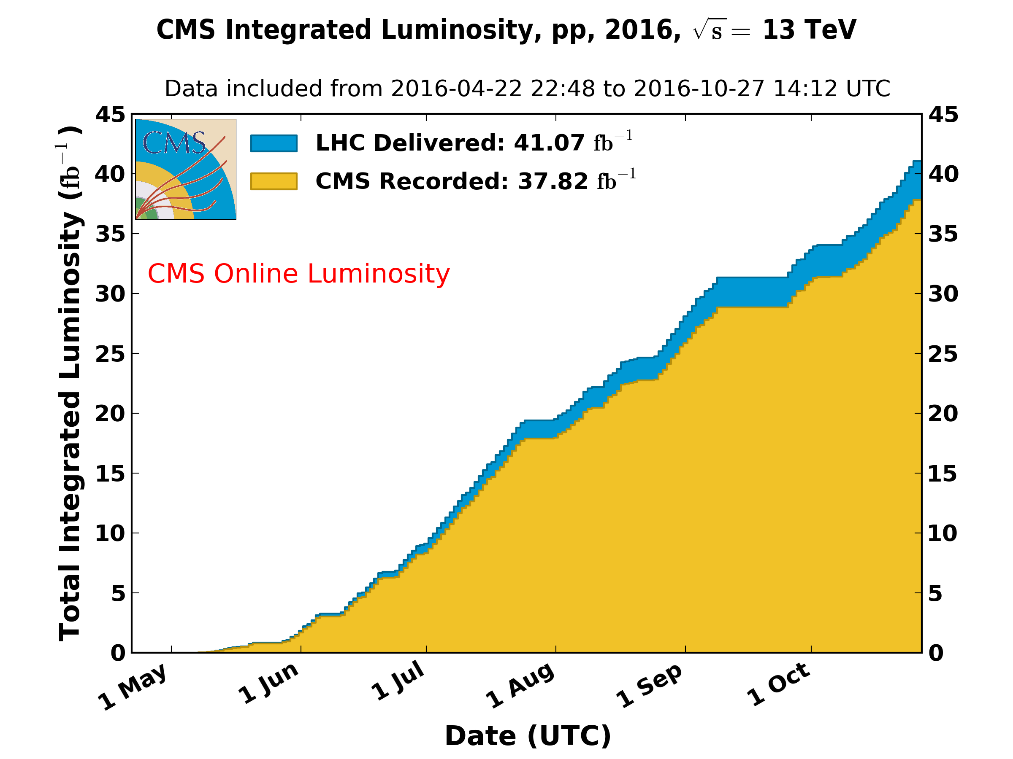 CMS Integrated Luminosity, pp, 2016, √s = 13 TeV
Data included from 2016-04-22 22:48 to 2016-10-27 14:12 UTC
CMS
LHC Delivered: 41.07 fb⁻¹
CMS Recorded: 37.82 fb⁻¹
CMS Online Luminosity
Total Integrated Luminosity (fb⁻¹)
45
40
35
30
25
20
15
10
5
0
45
40
35
30
25
20
15
10
5
0
1 May
1 Jun
1 Jul
1 Aug
1 Sep
1 Oct
Date (UTC)